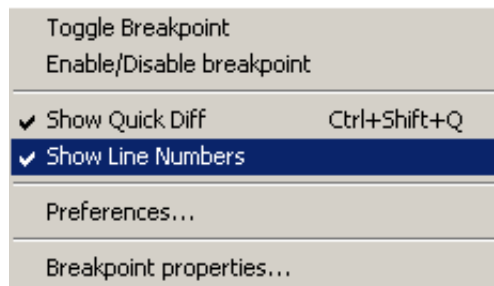 Toggle Breakpoint
Enable/Disable breakpoint
Show Quick Diff Ctrl+Shift+Q
Show Line Numbers
Preferences...
Breakpoint properties...